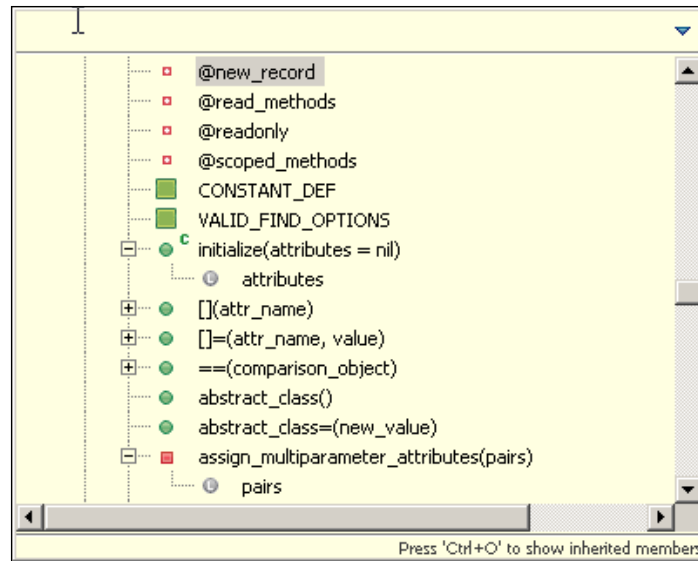 @new_record
@read_methods
@readonly
@scoped_methods
CONSTANT_DEF
VALID_FIND_OPTIONS
C initialize(attributes = nil)
L attributes
[](attr_name)
[]=(attr_name, value)
==(comparison_object)
abstract_class()
abstract_class=(new_value)
assign_multiparameter_attributes(pairs)
L pairs
Press 'Ctrl+O' to show inherited members